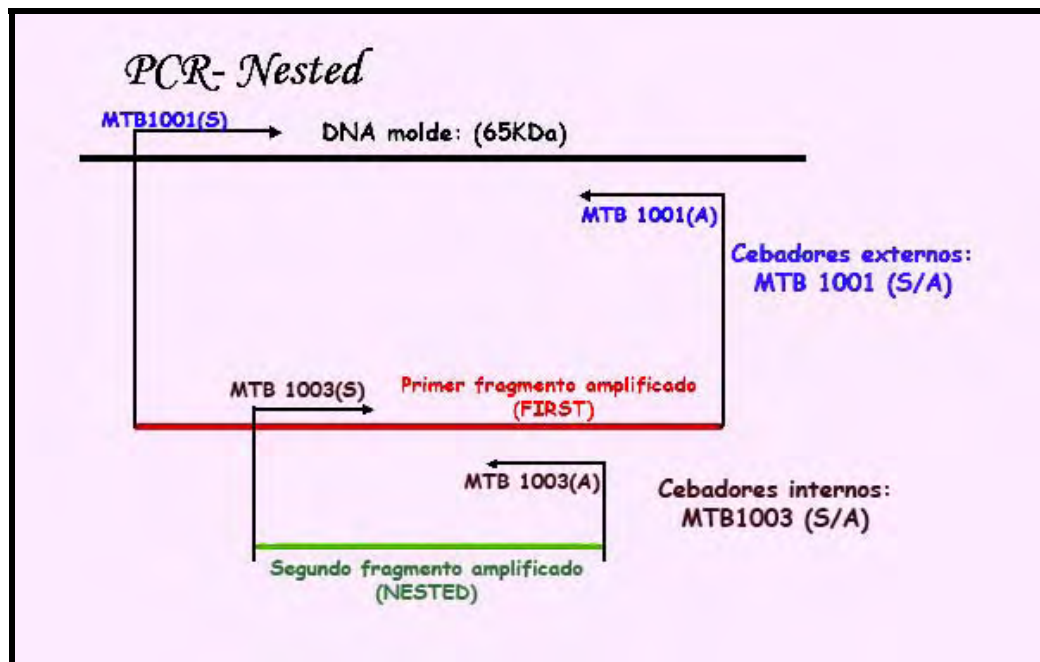 PCR- Nested
MTB1001(S)
DNA molde: (65KDa)
MTB 1001(A)
Cebadores externos:
MTB 1001 (S/A)
MTB 1003(S)
Primer fragmento amplificado
(FIRST)
MTB 1003(A)
Cebadores internos:
MTB1003 (S/A)
Segundo fragmento amplificado
(NESTED)